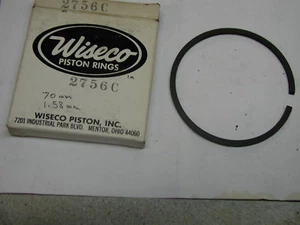 2756C
Wiseco
PISTON RINGS
TM
2756C
70 mm
1.58 mm
WISECO PISTON, INC.
7201 INDUSTRIAL PARK BLVD. MENTOR, OHIO 44060